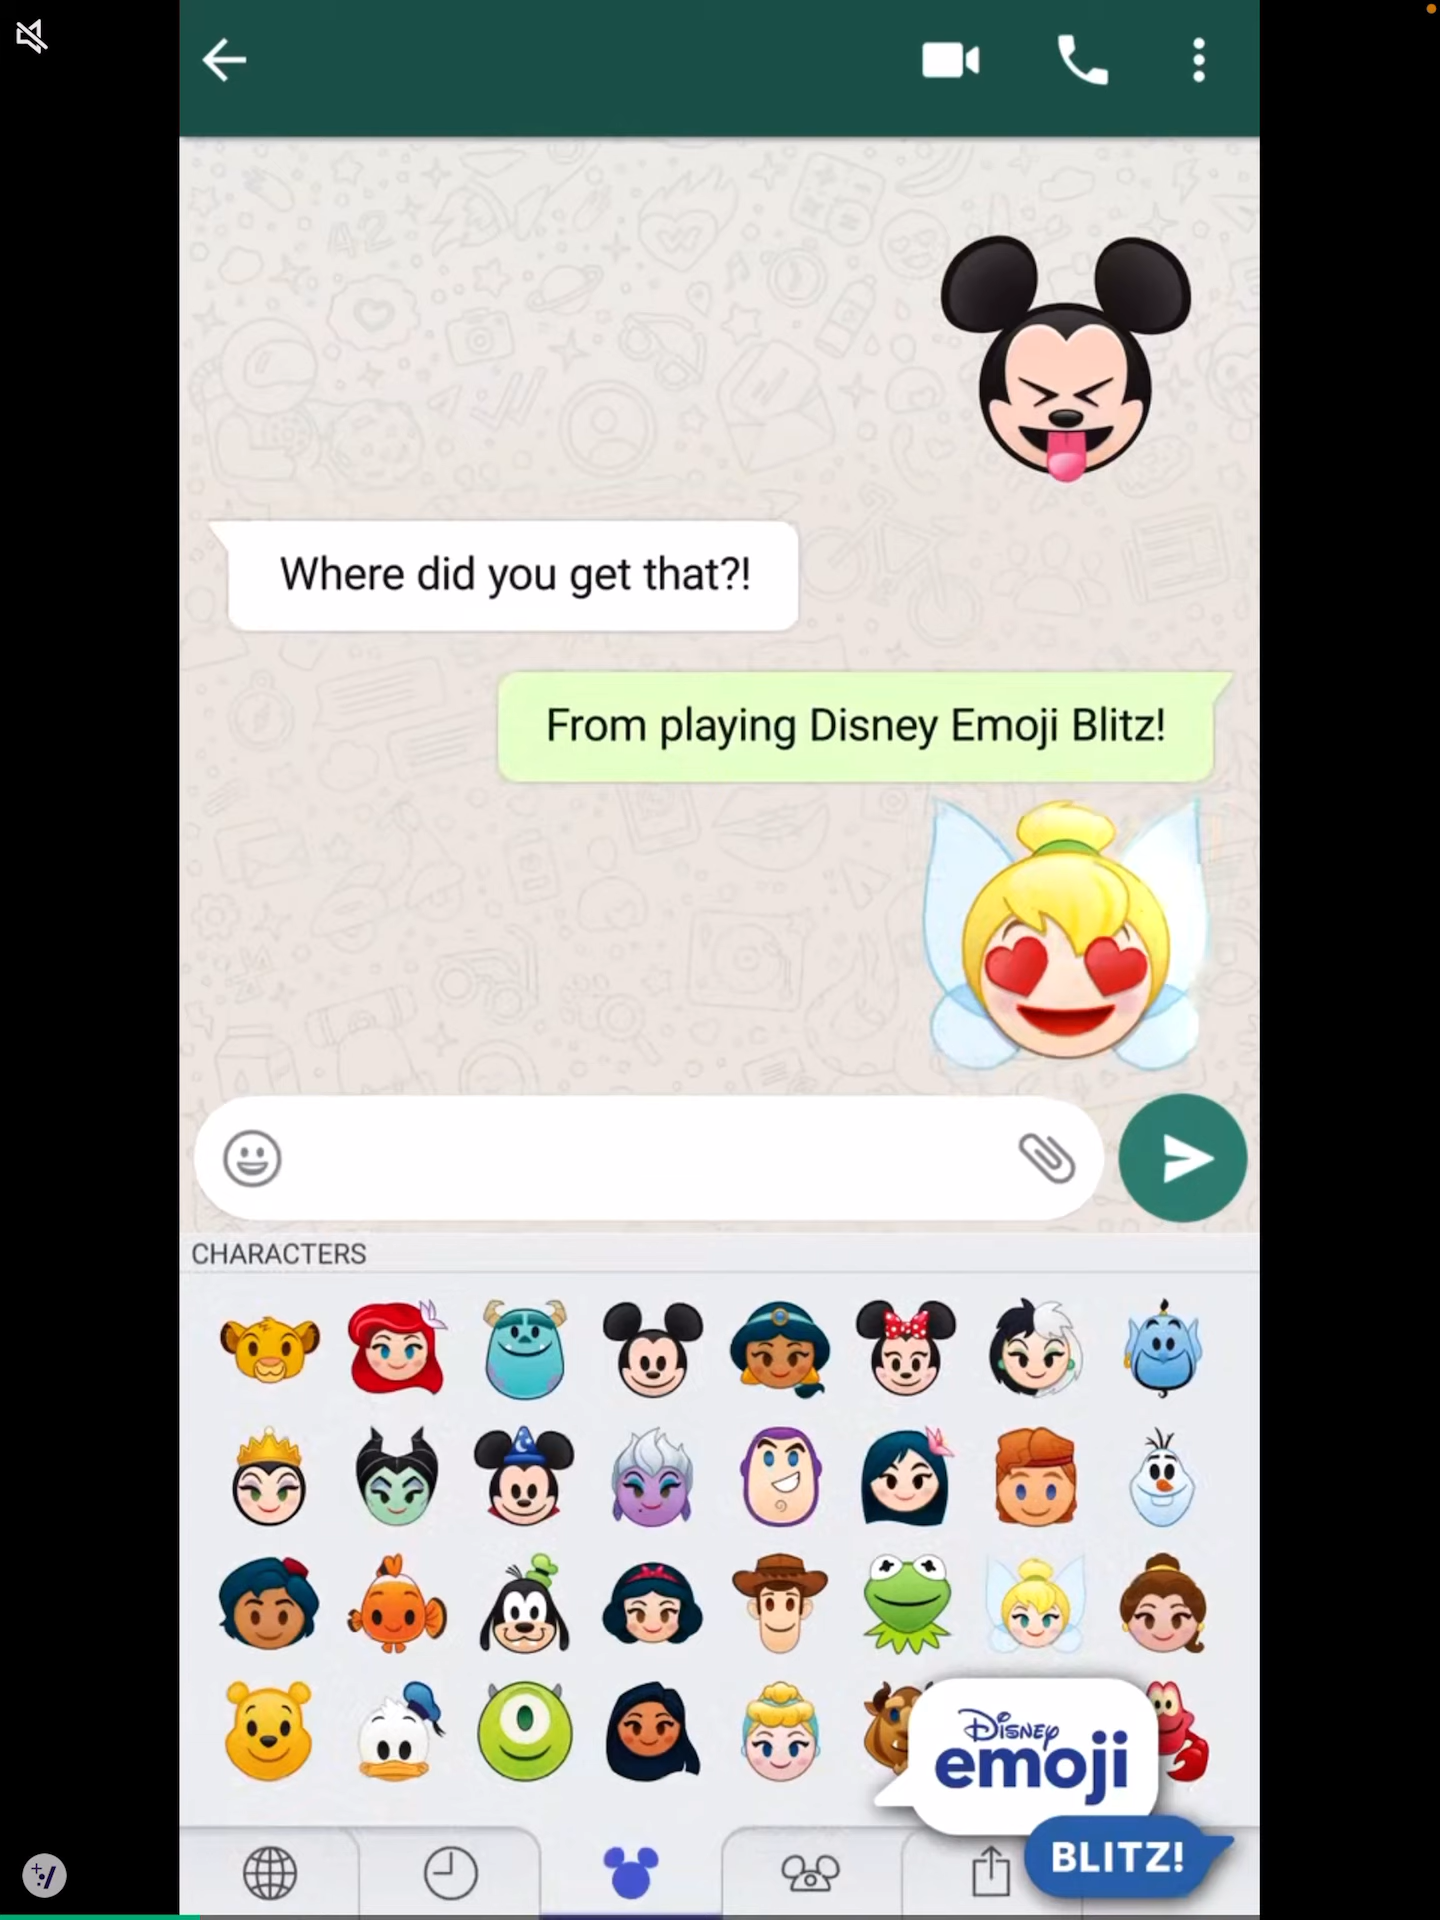 Where did you get that?!
From playing Disney Emoji Blitz!
CHARACTERS
Disney
emoji
BLITZ!